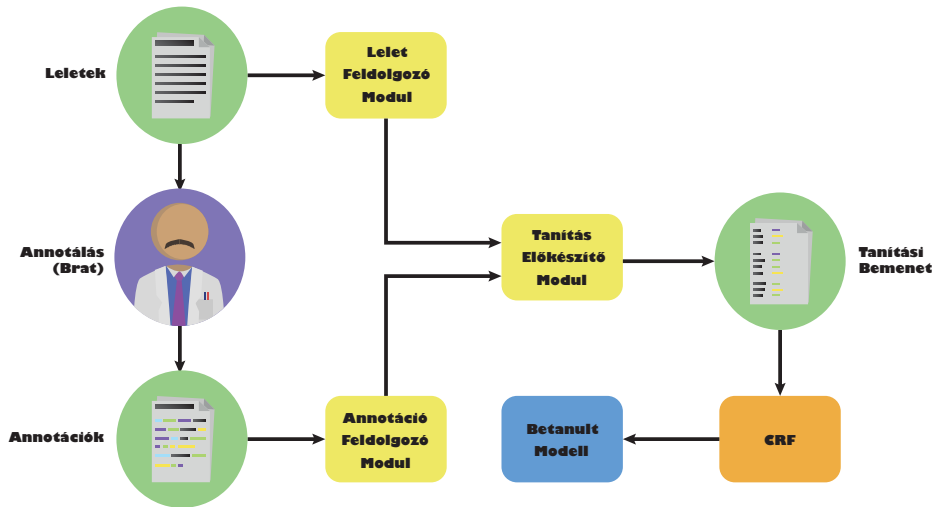 Leletek
Lelet
Feldolgozó
Modul
Annotálás
(Brat)
Tanítás
Előkészítő
Modul
Tanítási
Bemenet
Annotációk
Annotáció
Feldolgozó
Modul
Betanult
Modell
CRF